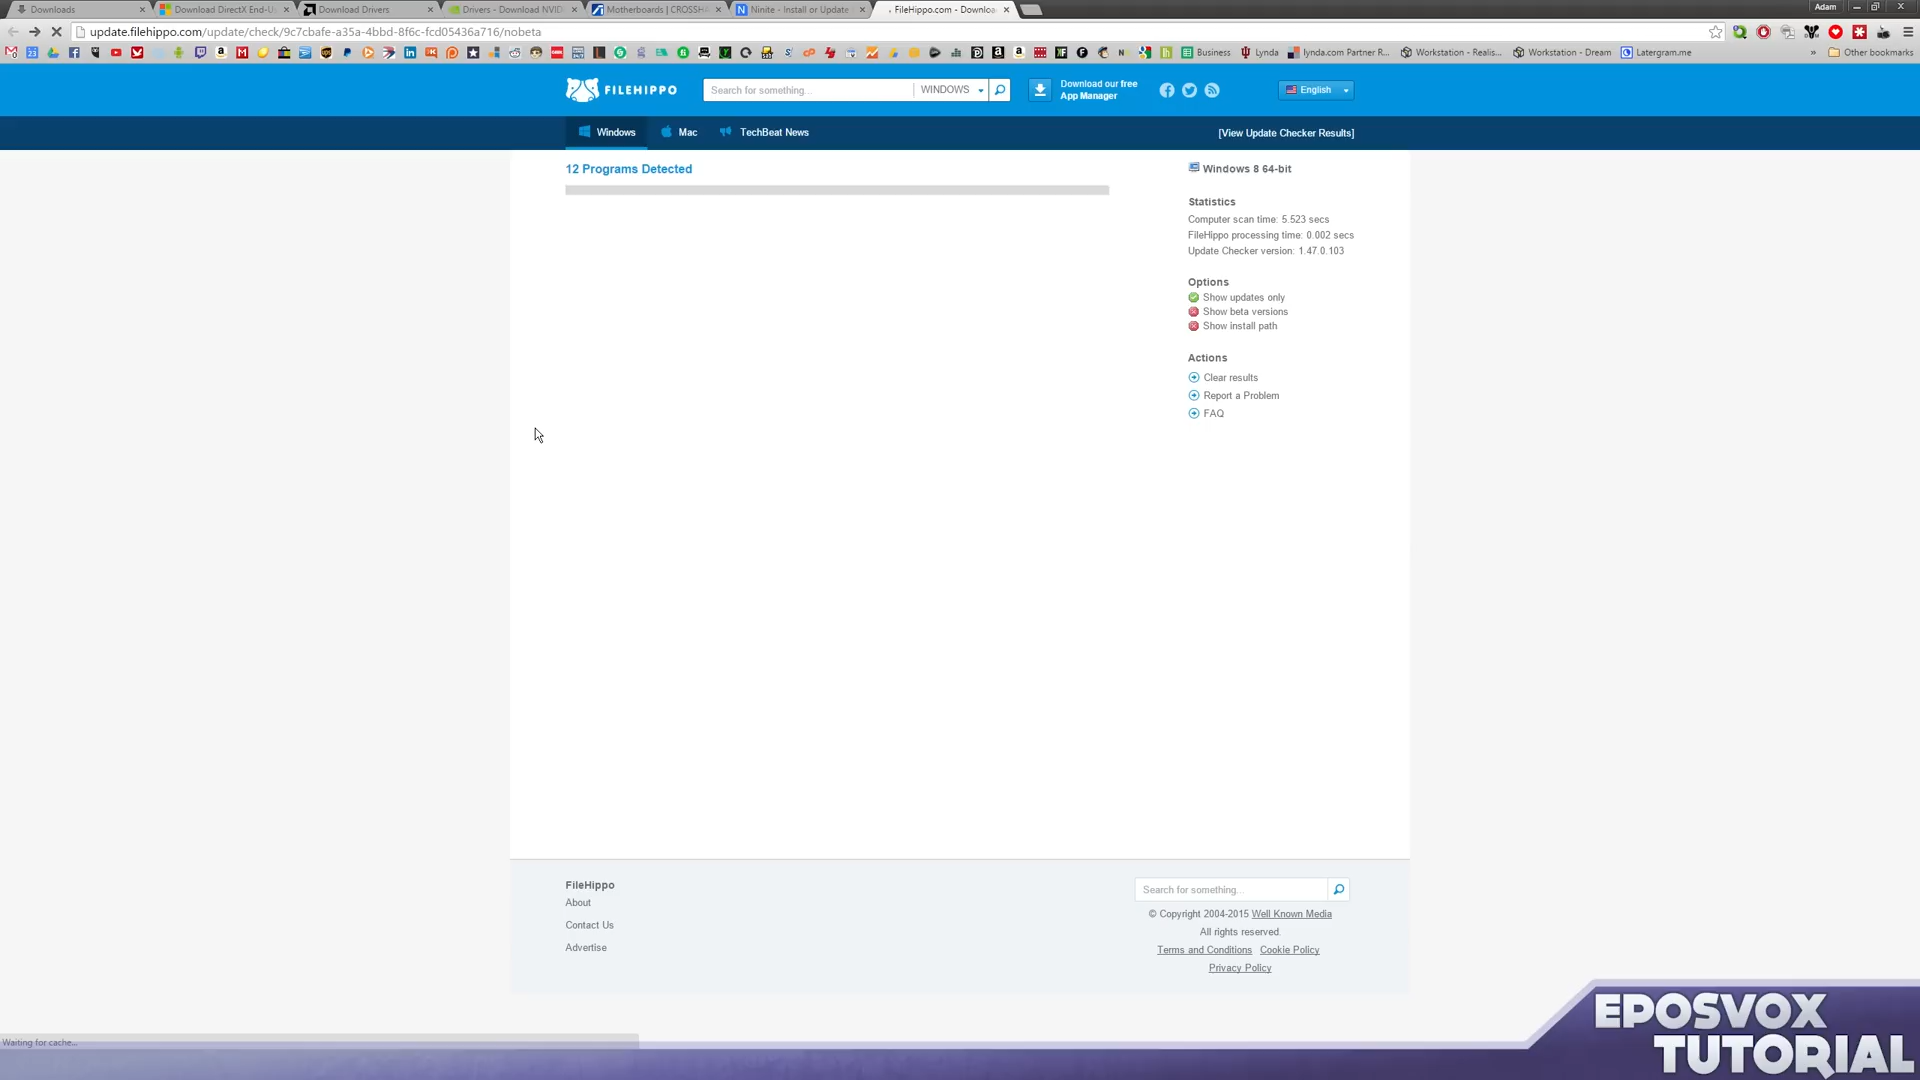 Downloads
Download DirectX End-U
Download Drivers
Drivers - Download NVID
Motherboards | CROSSHA
Ninite - Install or Update
FileHippo.com - Downloa
Adam
update.filehippo.com/update/check/9c7cbafe-a35a-4bbd-8f6c-fcd05436a716/nobeta
Business
Lynda
lynda.com Partner R...
Workstation - Realis...
Workstation - Dream
Latergram.me
»
Other bookmarks
FILEHIPPO
Search for something...
WINDOWS
Download our free
App Manager
English
Windows
Mac
TechBeat News
[View Update Checker Results]
12 Programs Detected
Windows 8 64-bit
Statistics
Computer scan time: 5.523 secs
FileHippo processing time: 0.002 secs
Update Checker version: 1.47.0.103
Options
Show updates only
Show beta versions
Show install path
Actions
Clear results
Report a Problem
FAQ
FileHippo
About
Contact Us
Advertise
Search for something...
© Copyright 2004-2015 Well Known Media
All rights reserved.
Terms and Conditions Cookie Policy
Privacy Policy
Waiting for cache...
EPOSVOX
TUTORIAL